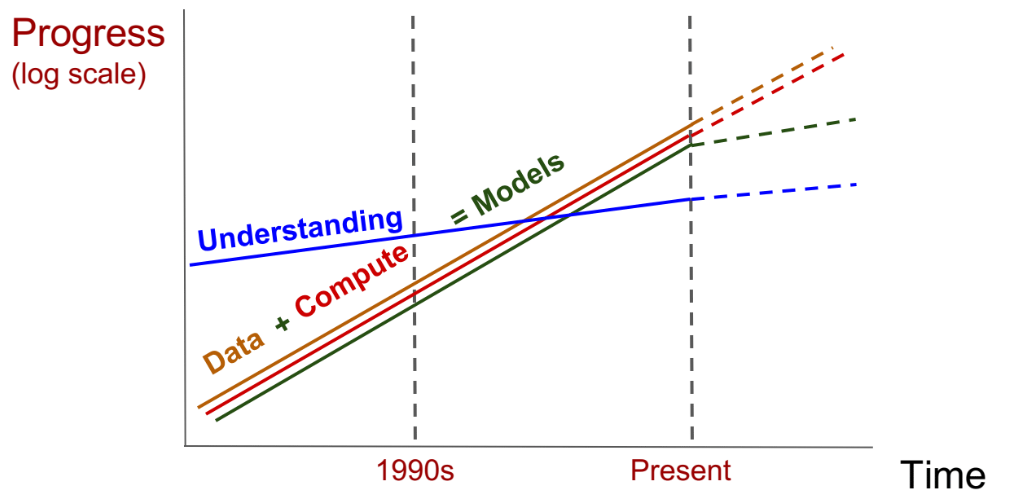 Progress
(log scale)
Understanding
= Models
Data + Compute
1990s
Present
Time